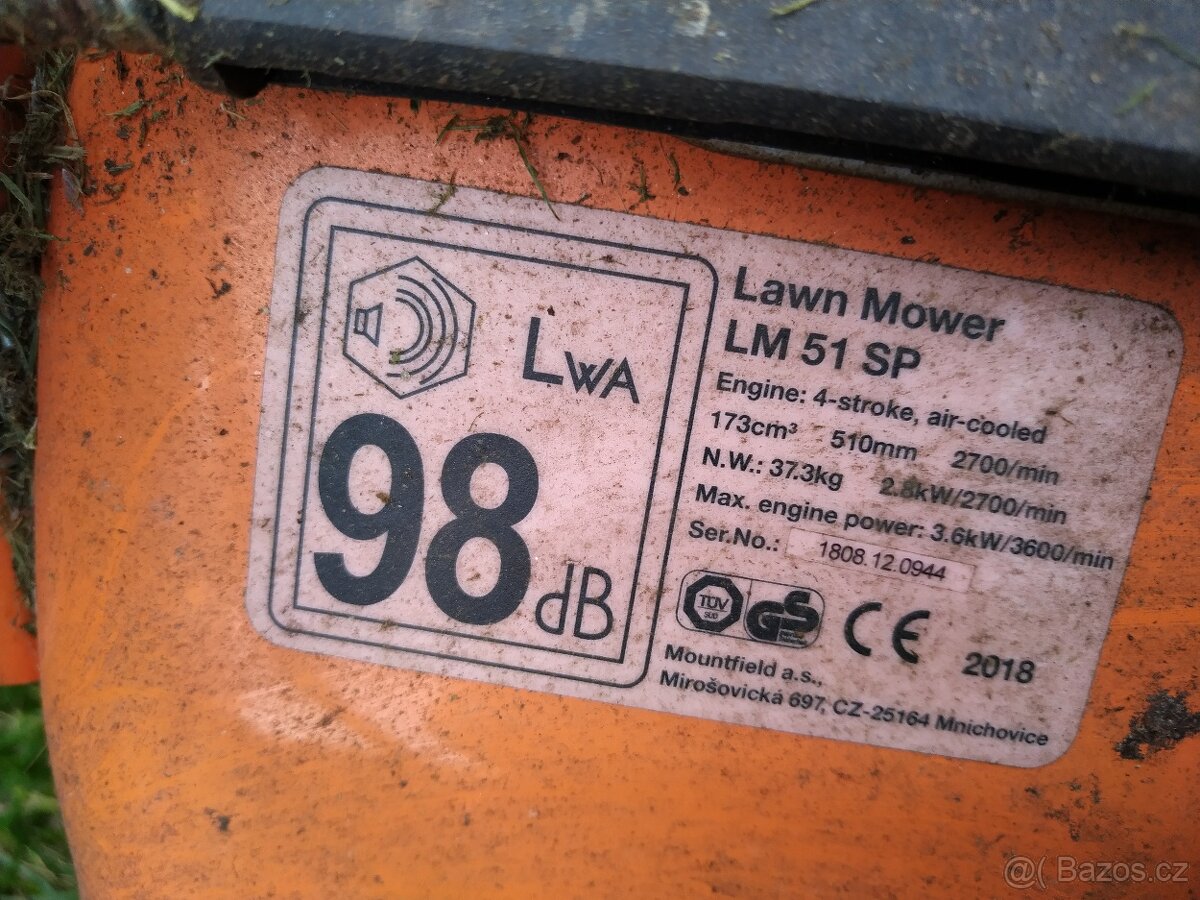 LWA
98
dB
Lawn Mower
LM 51 SP
Engine: 4-stroke, air-cooled
173cm³ 510mm 2700/min
N.W.: 37.3kg 2.8kW/2700/min
Max. engine power: 3.6kW/3600/min
Ser.No.: 1808.12.0944
TÜV
SÜD
GS
CE 2018
Mountfield a.s.,
Mirošovická 697, CZ-25164 Mnichovice
@( Bazos.cz